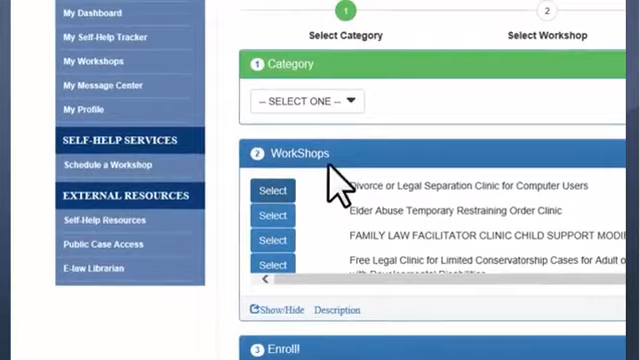 My Dashboard
My Self-Help Tracker
My Workshops
My Message Center
My Profile
SELF-HELP SERVICES
Schedule a Workshop
EXTERNAL RESOURCES
Self-Help Resources
Public Case Access
E-law Librarian
1
2
Select Category
Select Workshop
1 Category
-- SELECT ONE --
2 WorkShops
Select Divorce or Legal Separation Clinic for Computer Users
Select Elder Abuse Temporary Restraining Order Clinic
Select FAMILY LAW FACILITATOR CLINIC CHILD SUPPORT
Select Free Legal Clinic for Limited Conservatorship Cases for Adult
with Developmental Disabilities
Show/Hide Description
3 Enroll!